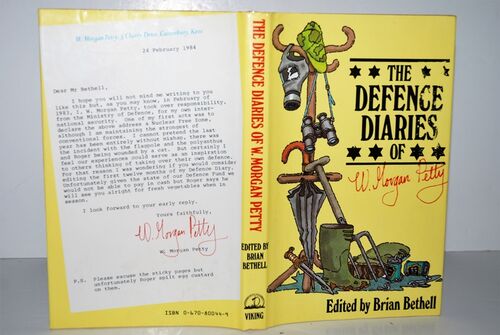 W. Morgan Petty, 3 Cherry Drive, Canterbury, Kent
24 February 1984
Dear Mr Bethell,
I hope you will not mind me writing to you
like this but, as you may know, in February of
1983, I, W. Morgan Petty, took over responsibility,
from the Ministry of Defence, for my own inter-
national security. One of my first acts was to
declare the above address a Nuclear Free Zone,
although I am maintaining the strongest of
conventional forces. I cannot pretend the last
year has been entirely without mishap, there was
the incident with the flagpole and the polyanthus
and Roger being wounded by a cat. But certainly I
feel our experiences could serve as an inspiration
to others thinking of taking over their own defence.
For that reason I was wondering if you would consider
editing the first twelve months of my Defence Diary.
Unfortunately given the state of our Defence Fund we
would not be able to pay in cash but Roger says he
will see you alright for fresh vegetables when in
season.
I look forward to your early reply.
Yours faithfully,
W. Morgan Petty
W. Morgan Petty
P.S. Please excuse the sticky pages but
unfortunately Roger spilt egg custard
on them.
ISBN 0-670-80044-9
THE DEFENCE DIARIES OF W. MORGAN PETTY
EDITED BY
BRIAN
BETHELL
VIKING
THE
DEFENCE
DIARIES
OF
W. Morgan Petty
Edited by Brian Bethell